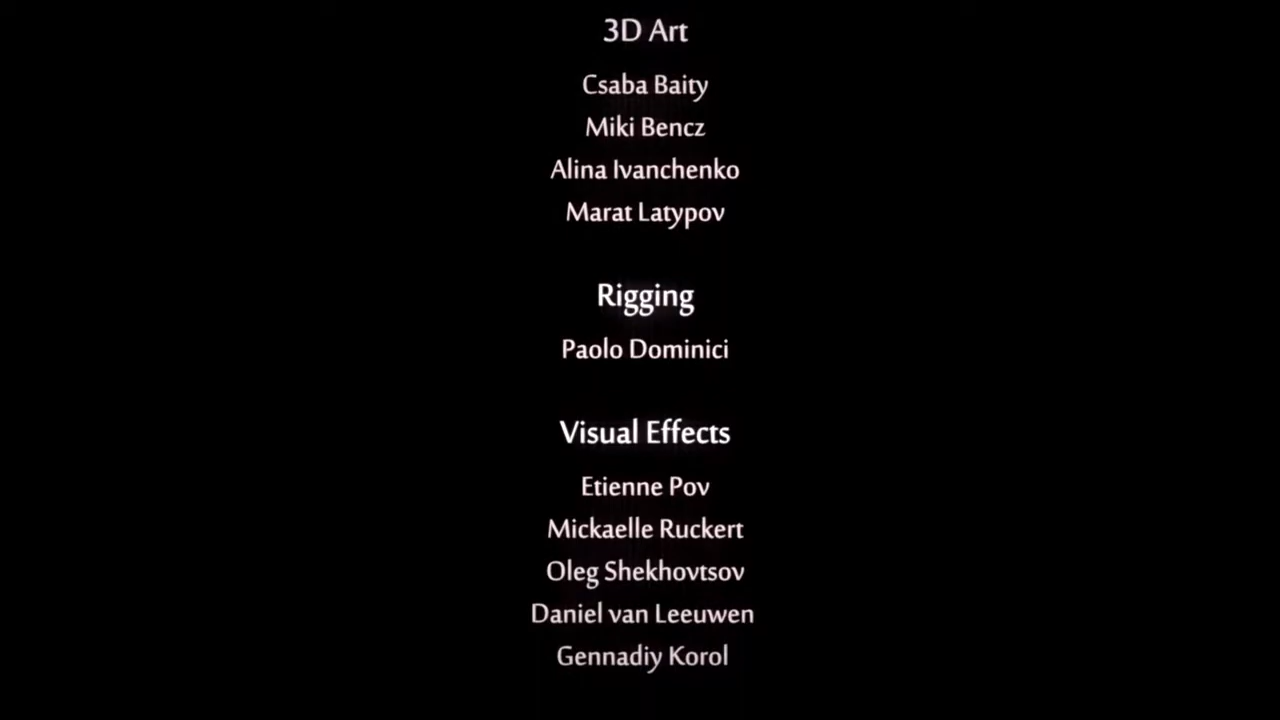 3D Art
Csaba Baity
Miki Bencz
Alina Ivanchenko
Marat Latypov
Rigging
Paolo Dominici
Visual Effects
Etienne Pov
Mickaelle Ruckert
Oleg Shekhovtsov
Daniel van Leeuwen
Gennadiy Korol